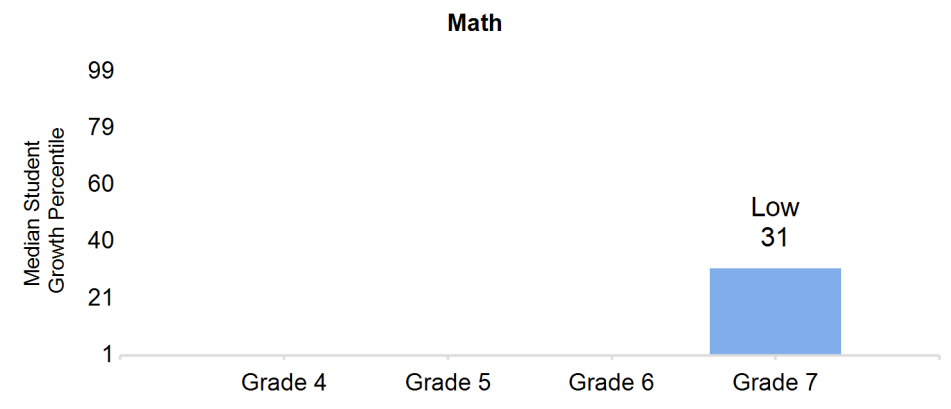 Math
99
79
60
40
21
1
Median Student
Growth Percentile
Low
31
Grade 4
Grade 5
Grade 6
Grade 7